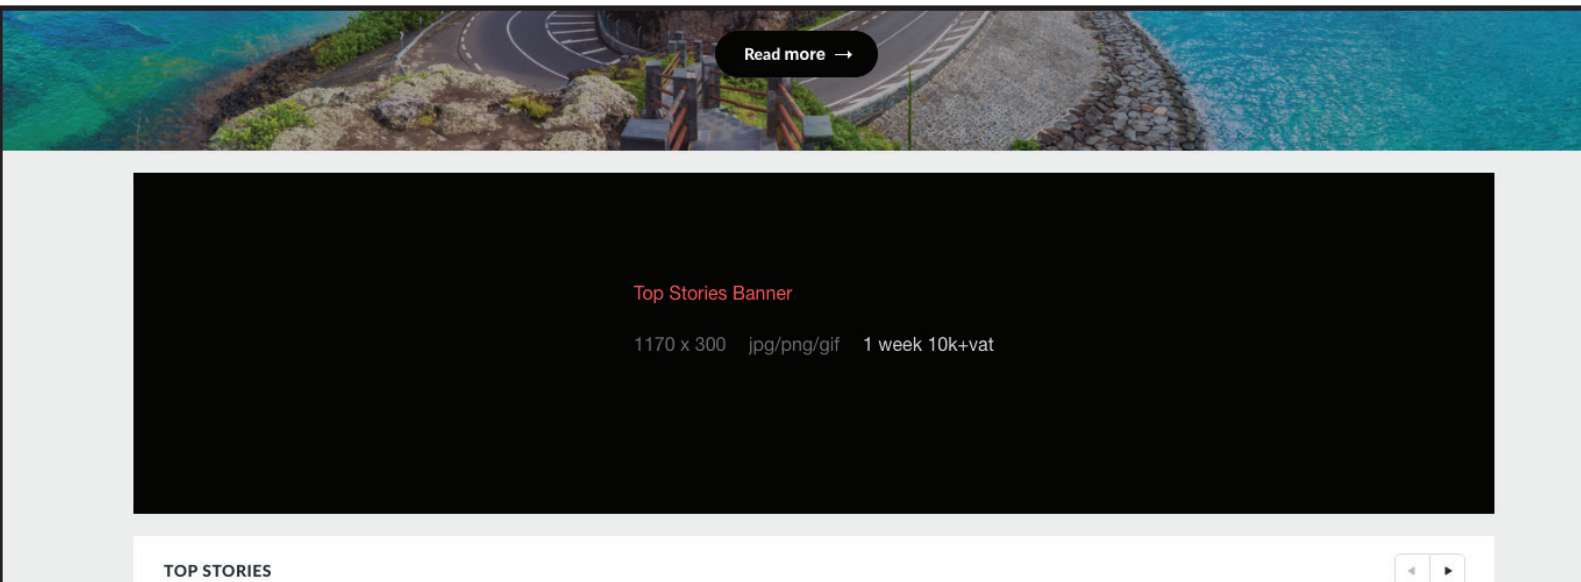 Read more →
Top Stories Banner
1170 x 300 jpg/png/gif 1 week 10k+vat
TOP STORIES